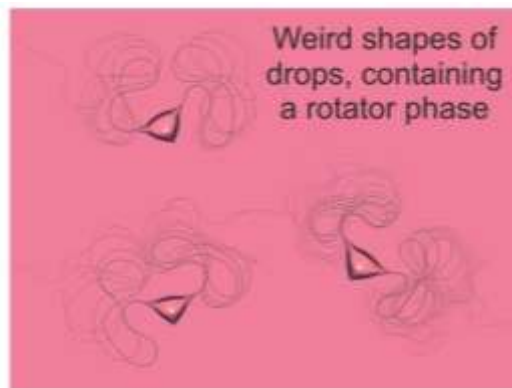 Weird shapes of
drops, containing
a rotator phase